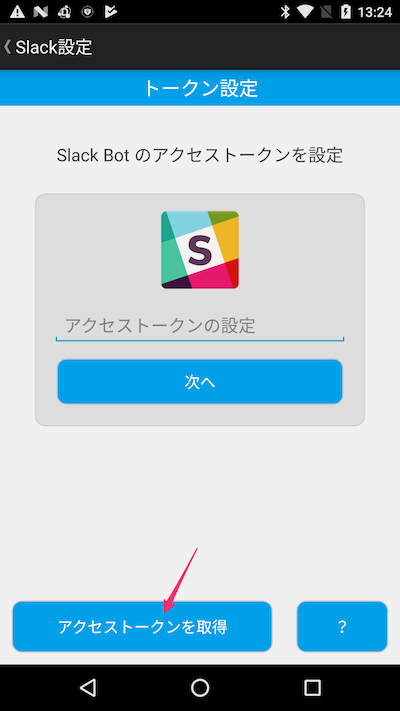 13:24
Slack設定
トークン設定
Slack Bot のアクセストークンを設定
S
アクセストークンの設定
次へ
アクセストークンを取得
?